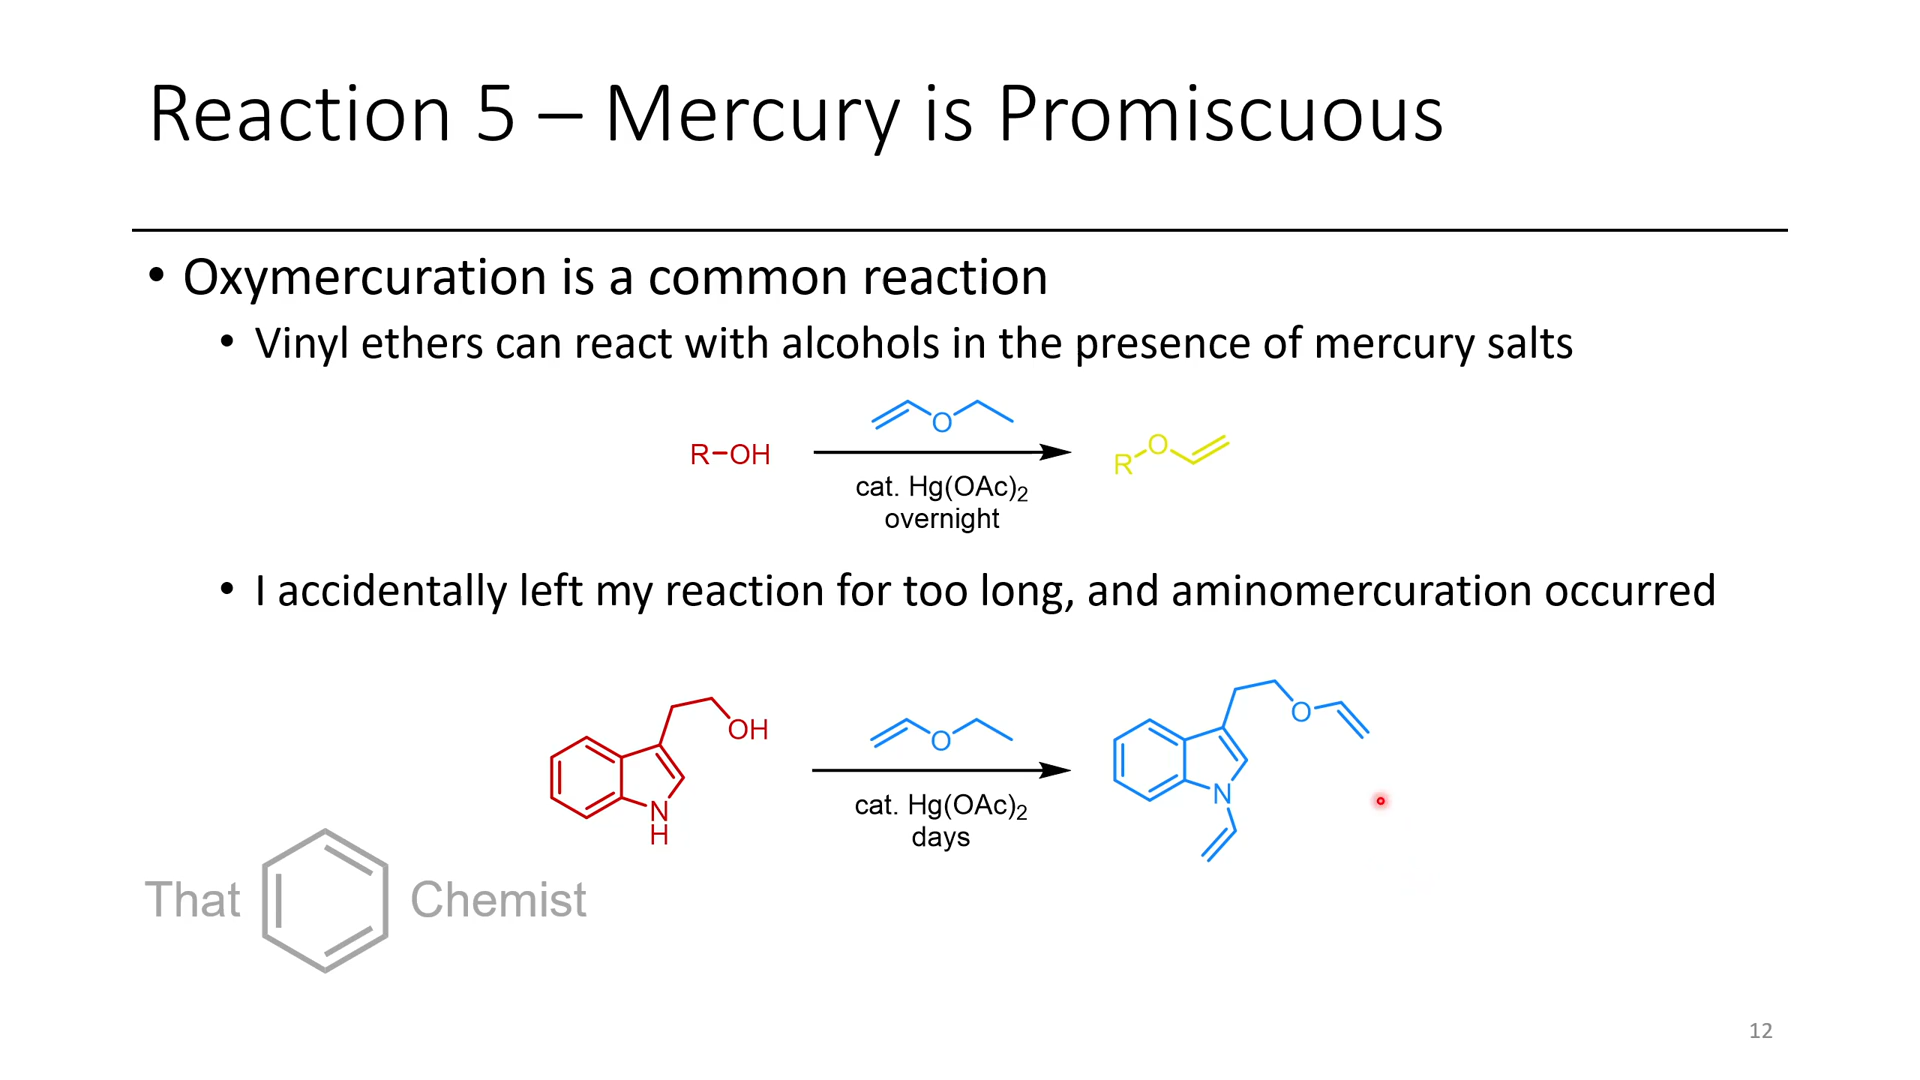 Reaction 5 – Mercury is Promiscuous
• Oxymercuration is a common reaction
• Vinyl ethers can react with alcohols in the presence of mercury salts
O
R–OH
O
R
cat. Hg(OAc)2
overnight
• I accidentally left my reaction for too long, and aminomercuration occurred
OH
O
O
N
H
N
cat. Hg(OAc)2
days
That Chemist
12